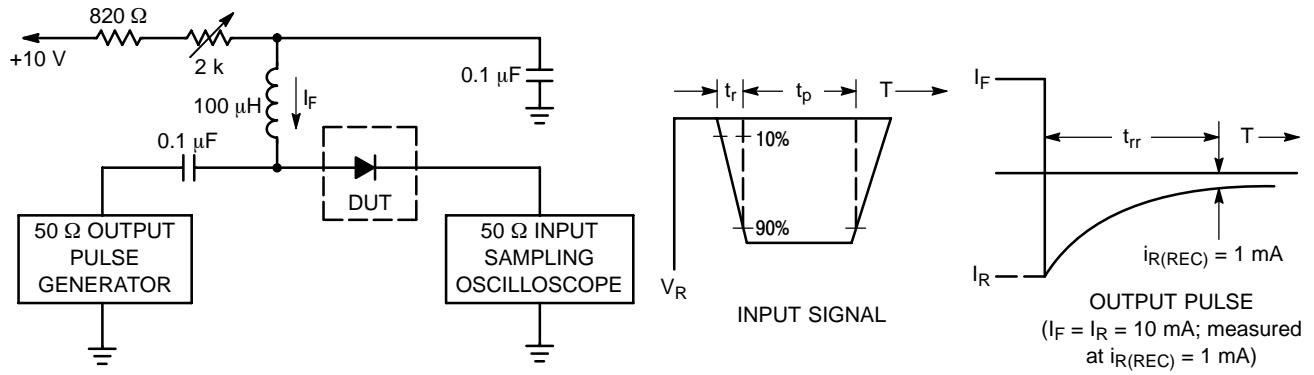 820 Ω
+10 V
2 k
0.1 µF
100 µH
I_F
0.1 µF
DUT
50 Ω OUTPUT
PULSE
GENERATOR
50 Ω INPUT
SAMPLING
OSCILLOSCOPE
t_r
t_p
T
10%
90%
V_R
INPUT SIGNAL
I_F
t_rr
T
i_R(REC) = 1 mA
I_R
OUTPUT PULSE
(I_F = I_R = 10 mA; measured
at i_R(REC) = 1 mA)